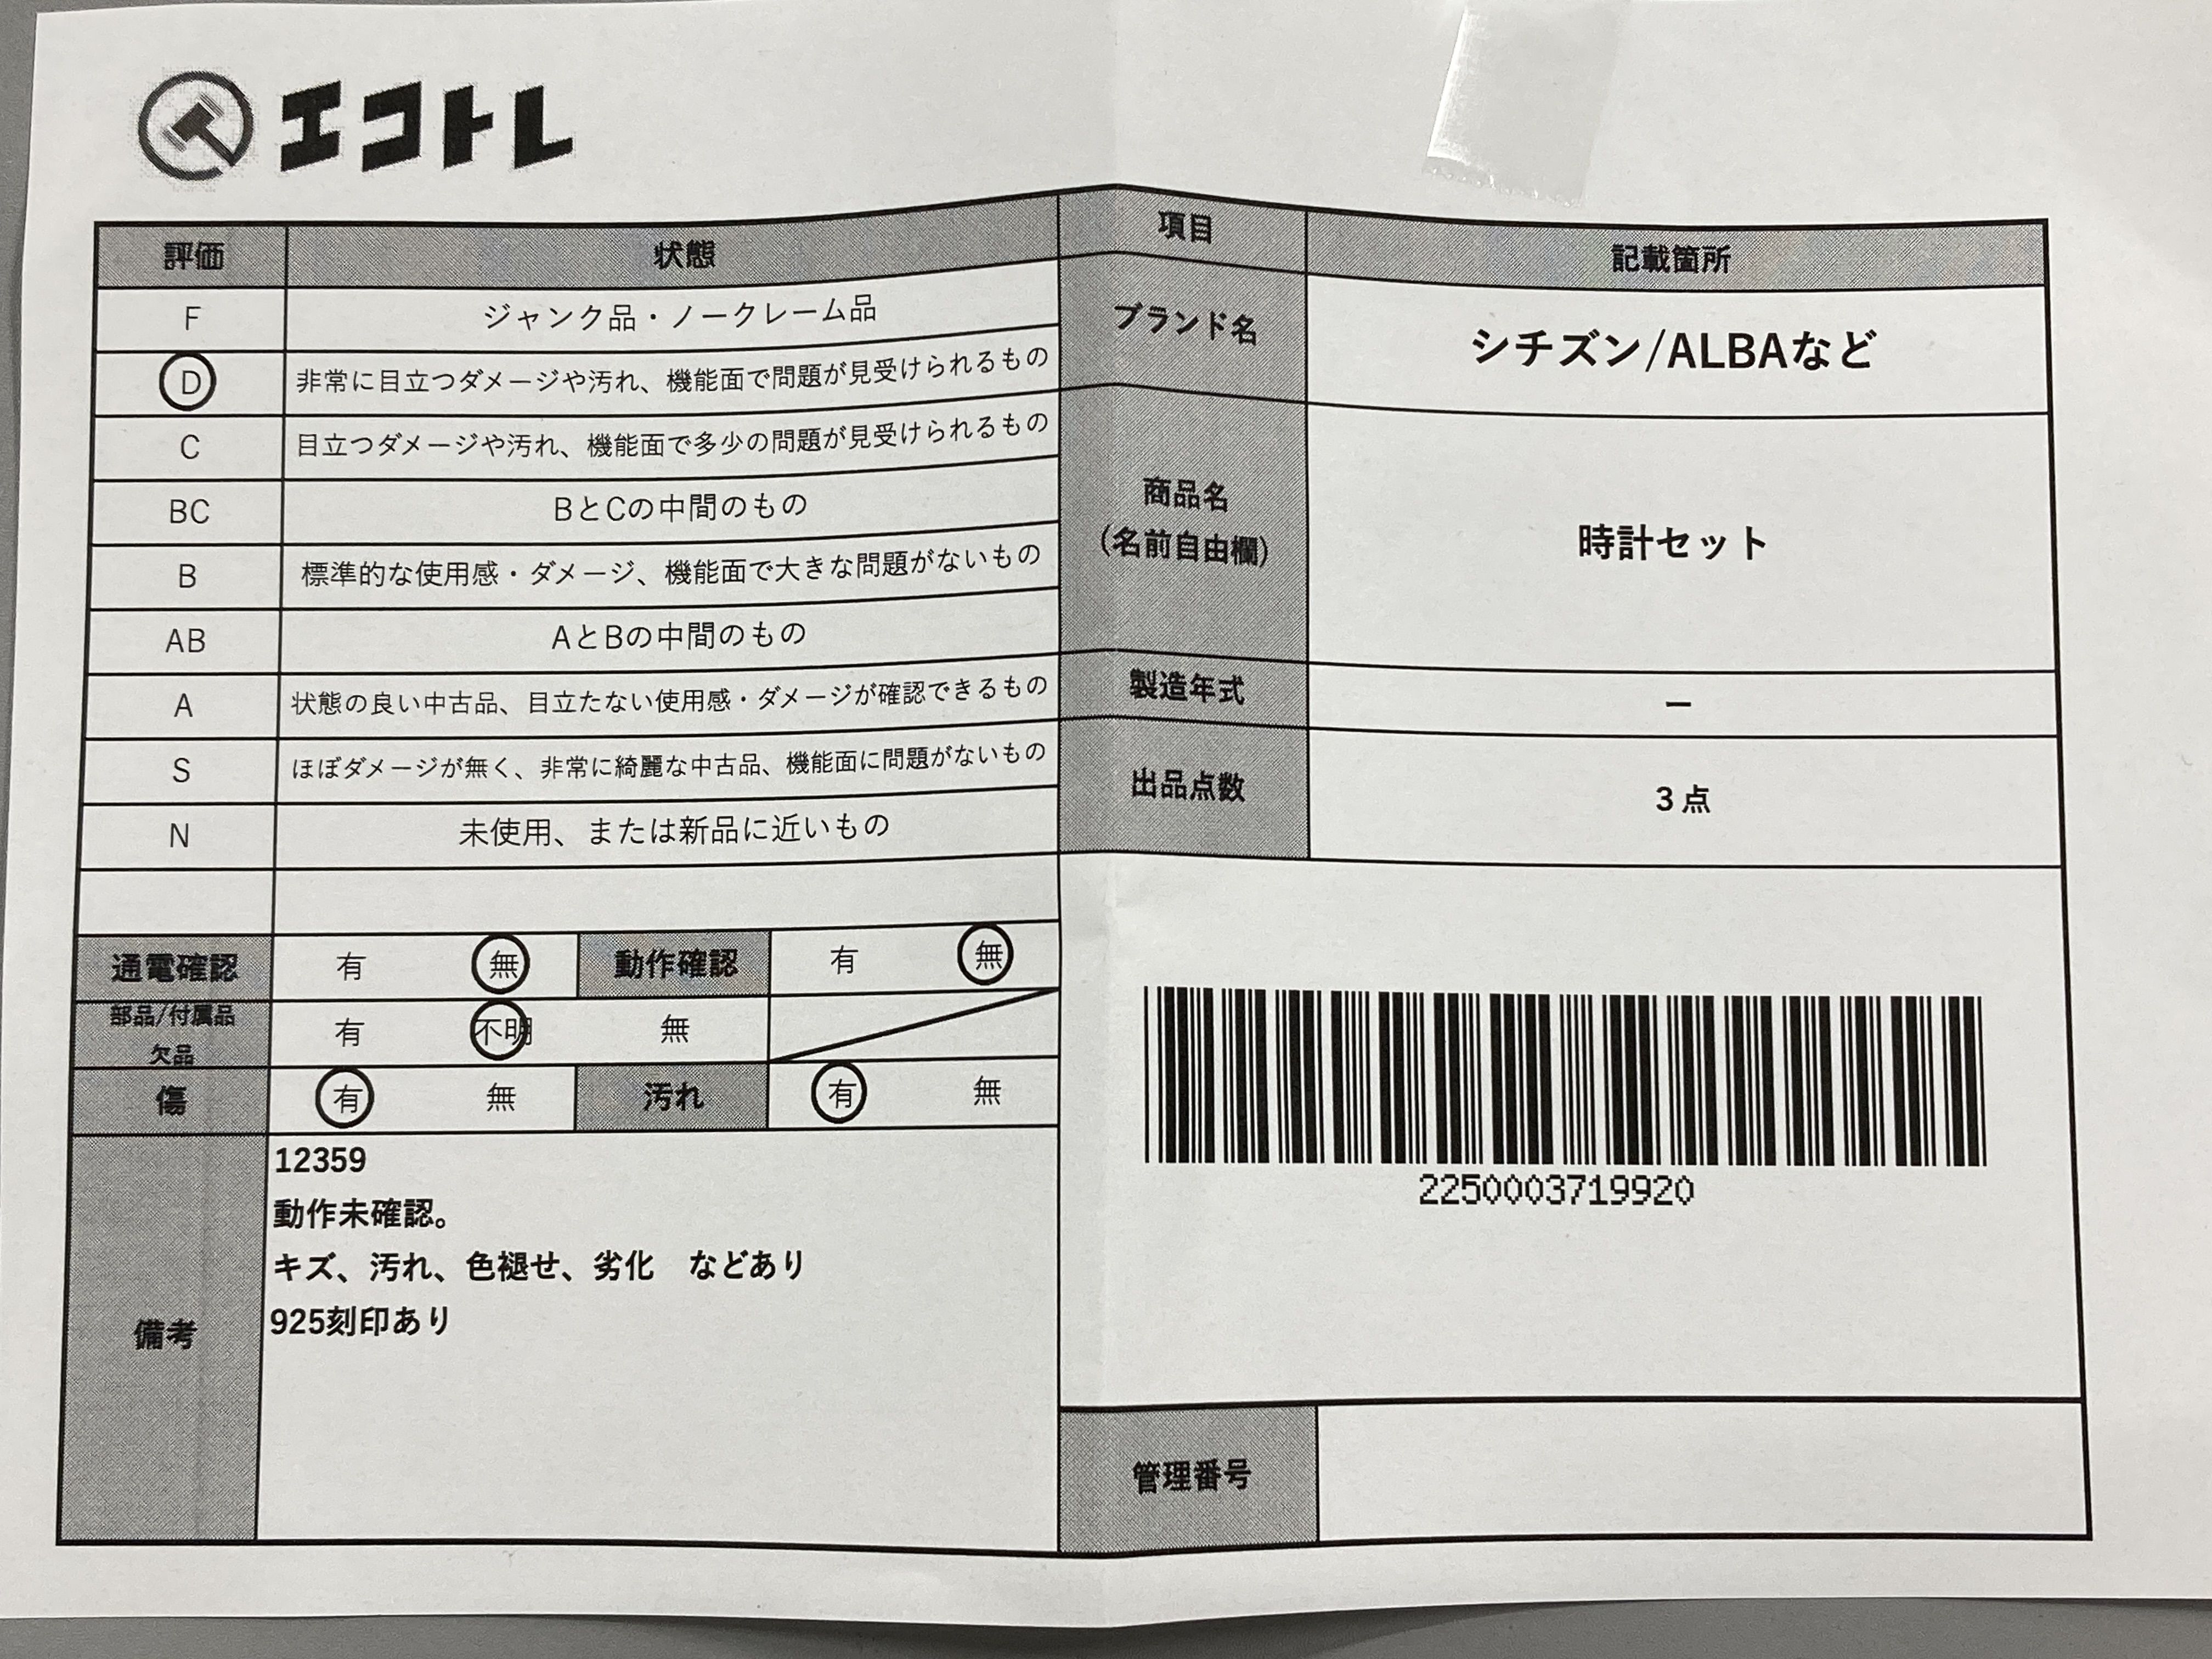 エコトレ
評価 状態
F ジャンク品・ノークレーム品
D 非常に目立つダメージや汚れ、機能面で問題が見受けられるもの
C 目立つダメージや汚れ、機能面で多少の問題が見受けられるもの
BC BとCの中間のもの
B 標準的な使用感・ダメージ、機能面で大きな問題がないもの
AB AとBの中間のもの
A 状態の良い中古品、目立たない使用感・ダメージが確認できるもの
S ほぼダメージが無く、非常に綺麗な中古品、機能面に問題がないもの
N 未使用、または新品に近いもの
通電確認 有 無 動作確認 有 無
部品/付属品
欠品
有 不明 無
傷 有 無 汚れ 有 無
備考
12359
動作未確認。
キズ、汚れ、色褪せ、劣化 などあり
925刻印あり
項目 記載箇所
ブランド名 シチズン/ALBAなど
商品名
(名前自由欄)
時計セット
製造年式 ー
出品点数 3点
2250003719920
管理番号